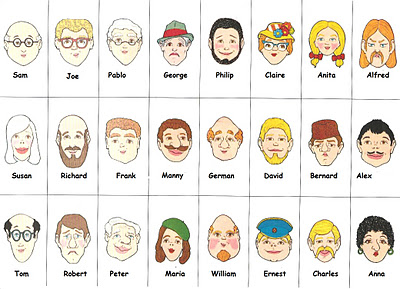 Sam Joe Pablo George Philip Claire Anita Alfred
Susan Richard Frank Manny German David Bernard Alex
Tom Robert Peter Maria William Ernest Charles Anna